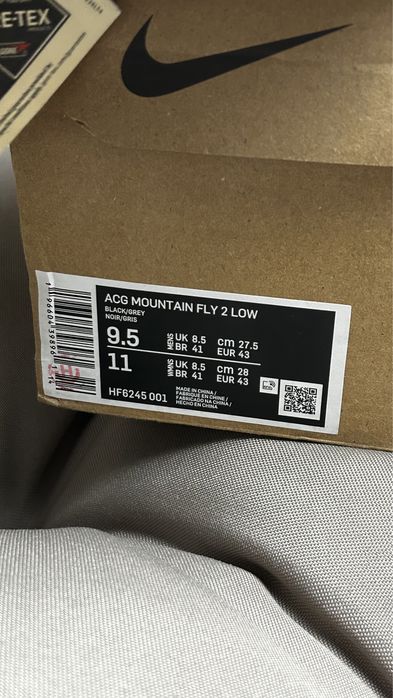 E-TEX
ACG MOUNTAIN FLY 2 LOW
BLACK/GREY
NOIR/GRIS
9.5 MENS UK 8.5 cm 27.5
BR 41 EUR 43
11 WMNS UK 8.5 cm 28
BR 41 EUR 43
HF6245 001
MADE IN CHINA /
FABRIQUÉ EN CHINE /
FABRICADO NA CHINA /
HECHO EN CHINA